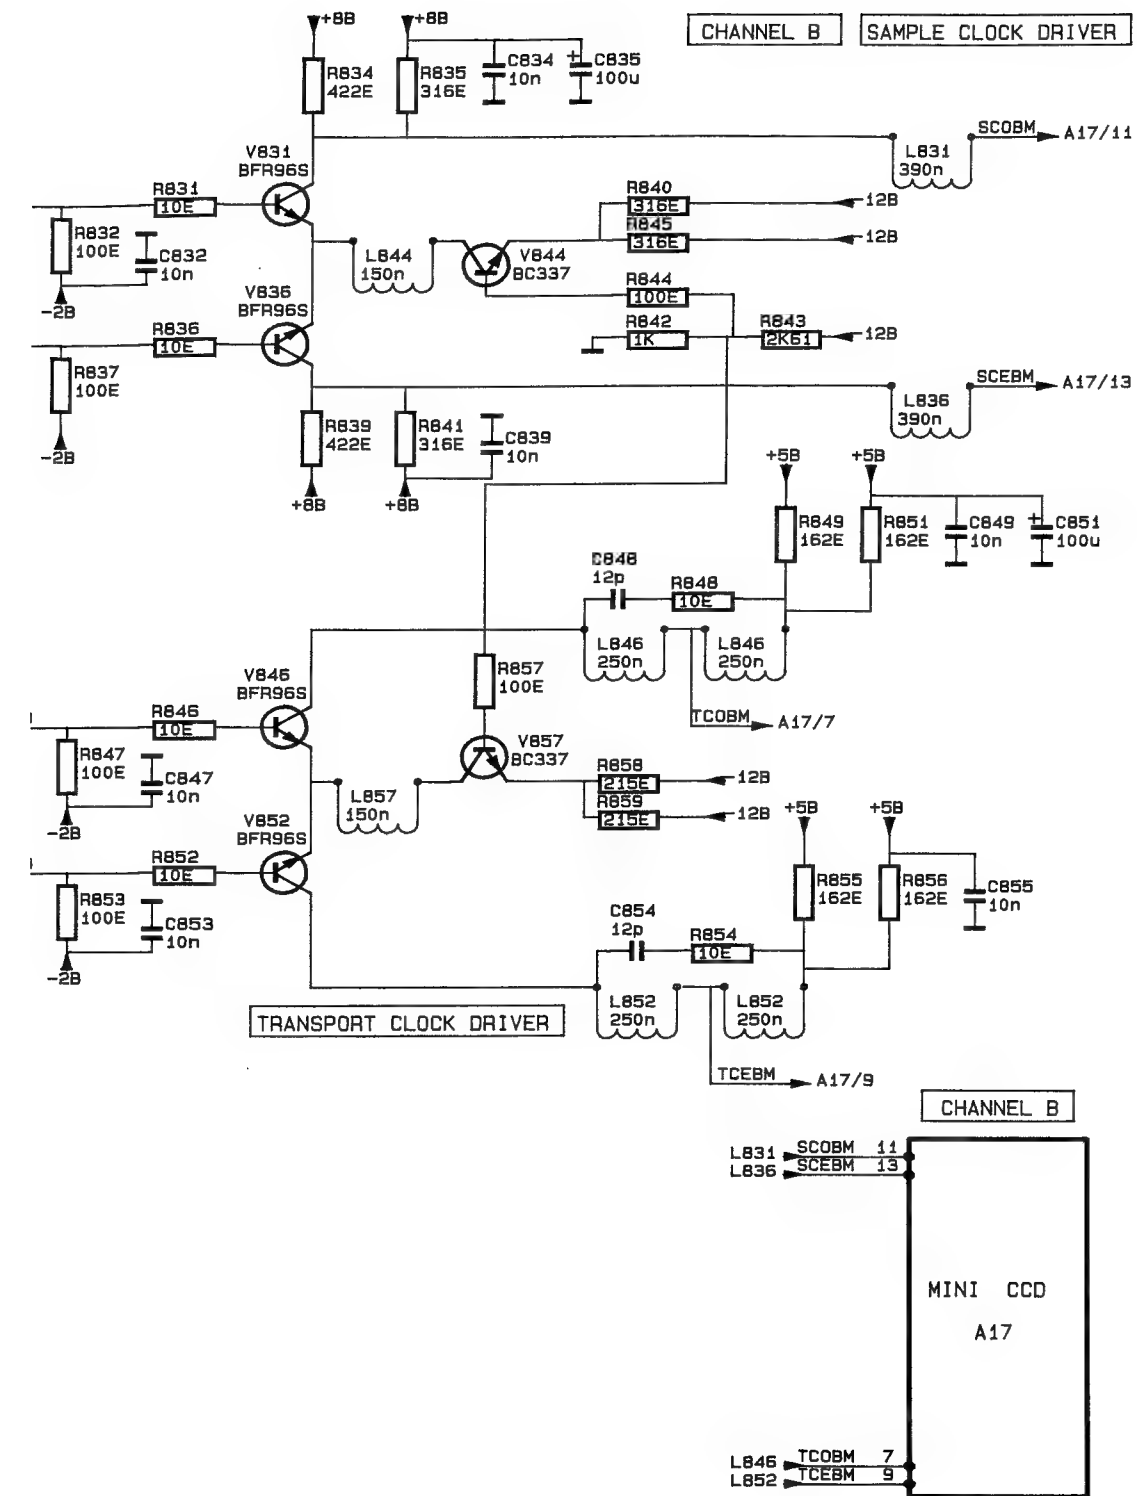 +8B
+8B
CHANNEL B
SAMPLE CLOCK DRIVER
R834
422E
R835
316E
C834
10n
+
C835
100u
SCOBM
A17/11
L831
390n
V831
BFR96S
R831
10E
R832
100E
C832
10n
-2B
L844
150n
V844
BC337
R840
316E
-12B
R845
316E
-12B
R844
100E
R842
1K
R843
2K61
-12B
V836
BFR96S
R836
10E
R837
100E
-2B
SCEBM
A17/13
L836
390n
R839
422E
R841
316E
C839
10n
+8B
+8B
+5B
+5B
R849
162E
R851
162E
C849
10n
+
C851
100u
C848
12p
R848
10E
L846
250n
L846
250n
TCOBM
A17/7
R857
100E
V846
BFR96S
R846
10E
R847
100E
C847
10n
-2B
V857
BC337
L857
150n
R858
215E
-12B
R859
215E
-12B
V852
BFR96S
R852
10E
R853
100E
C853
10n
-2B
+5B
+5B
R855
162E
R856
162E
C855
10n
C854
12p
R854
10E
L852
250n
L852
250n
TRANSPORT CLOCK DRIVER
TCEBM
A17/9
CHANNEL B
L831 SCOBM 11
L836 SCEBM 13
MINI CCD
A17
L846 TCOBM 7
L852 TCEBM 9